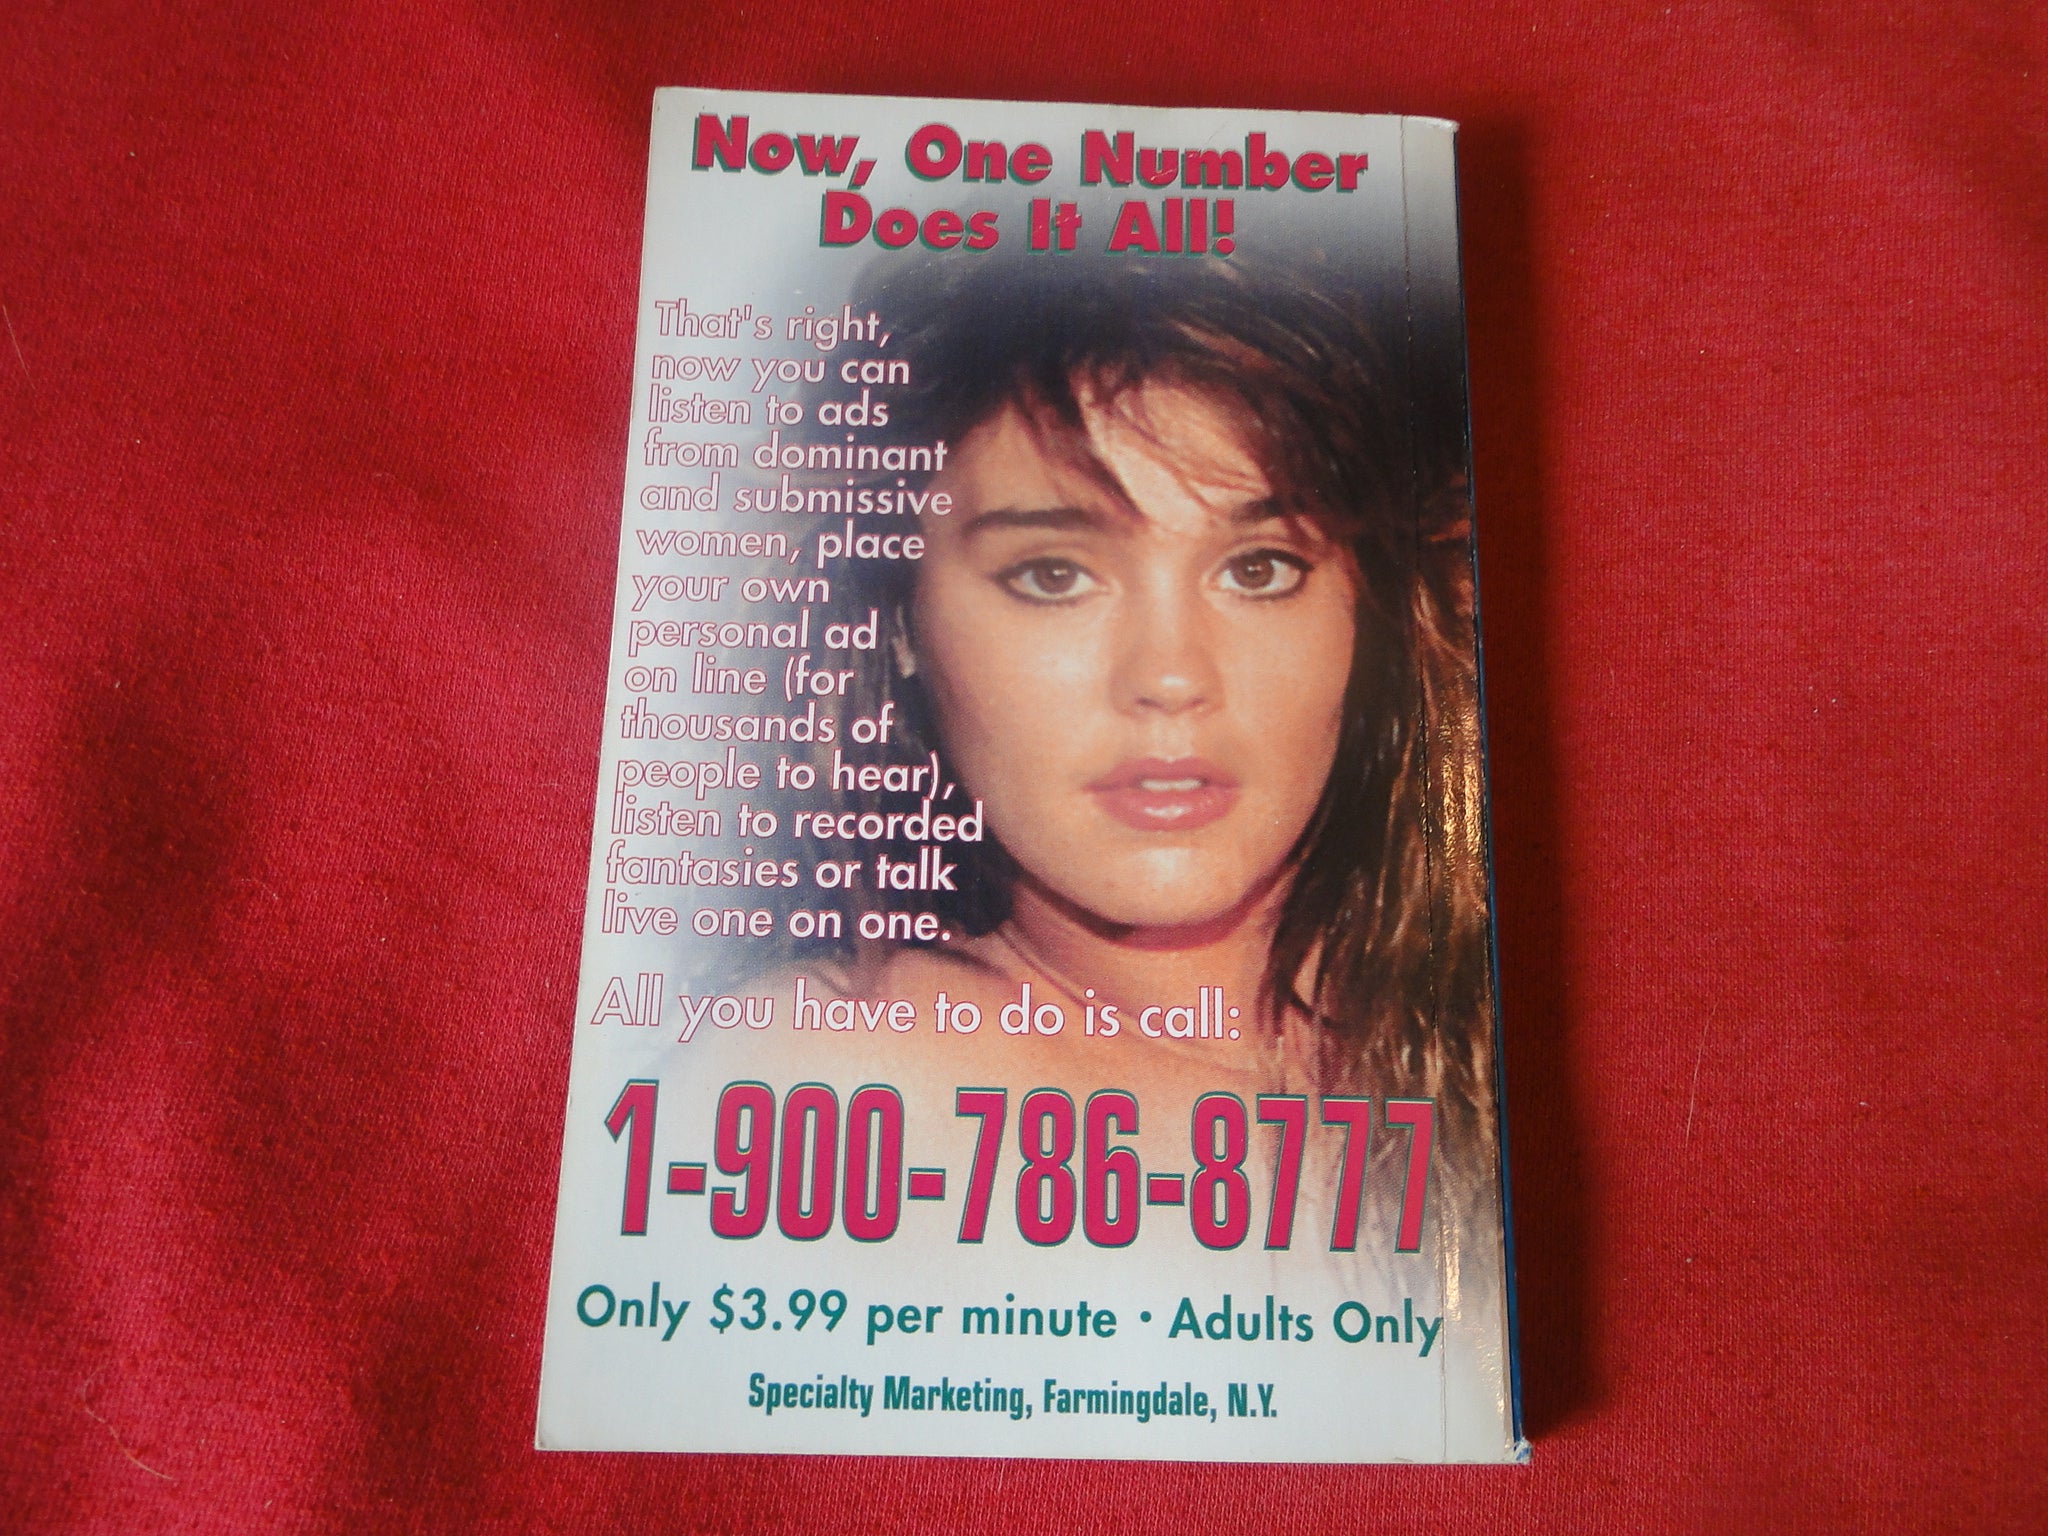 Now, One Number
Does It All!
That's right,
now you can
listen to ads
from dominant
and submissive
women, place
your own
personal ad
on line (for
thousands of
people to hear),
listen to recorded
fantasies or talk
live one on one.
All you have to do is call:
1-900-786-8777
Only $3.99 per minute • Adults Only
Specialty Marketing, Farmingdale, N.Y.